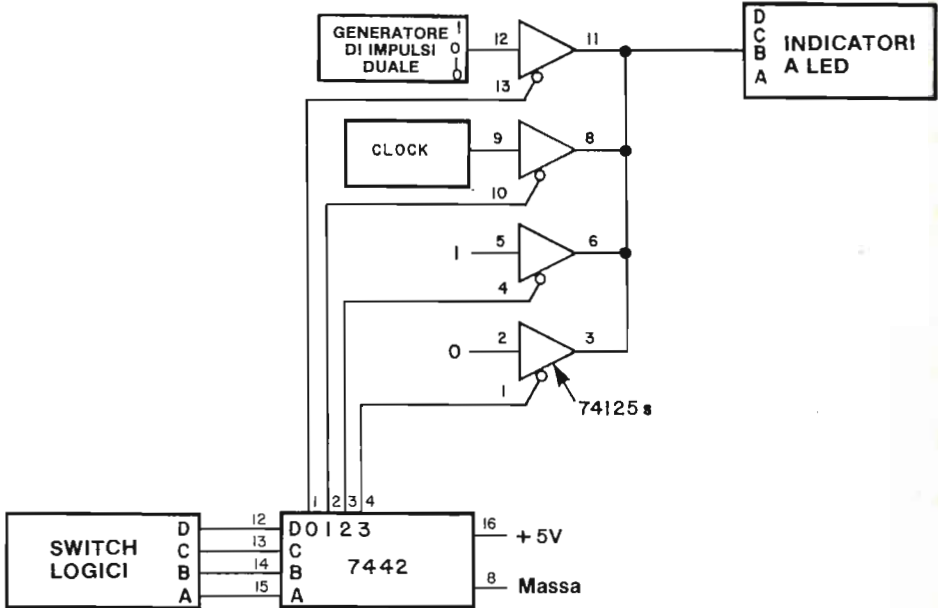 GENERATORE
DI IMPULSI
DUALE
1
0
1
0
12
11
13
D
C
B
A
INDICATORI
A LED
CLOCK
9
8
10
1
5
6
4
0
2
3
1
74125s
1 2 3 4
SWITCH
LOGICI
D
C
B
A
12
13
14
15
D 0 1 2 3
C
B
A
7442
16
+ 5V
8
Massa